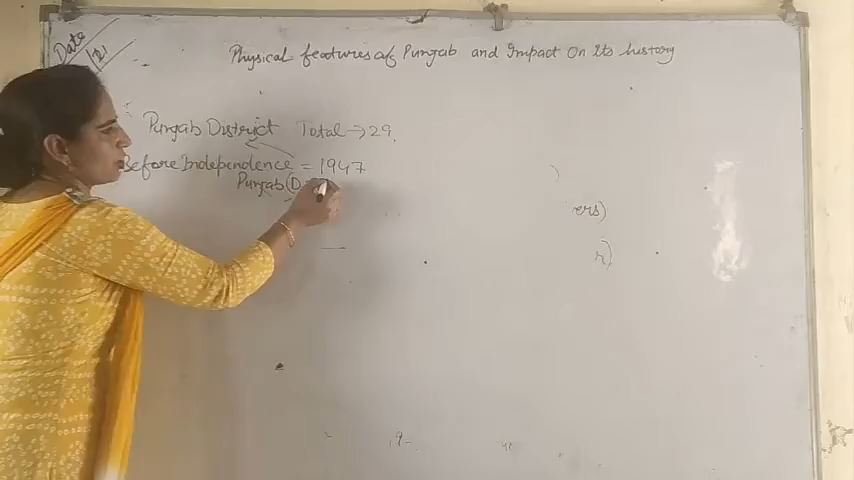 Date
Physical features of Punjab and Impact On Its history
Punjab District Total → 29.
Before Independence = 1947
Punjab (D
ers)